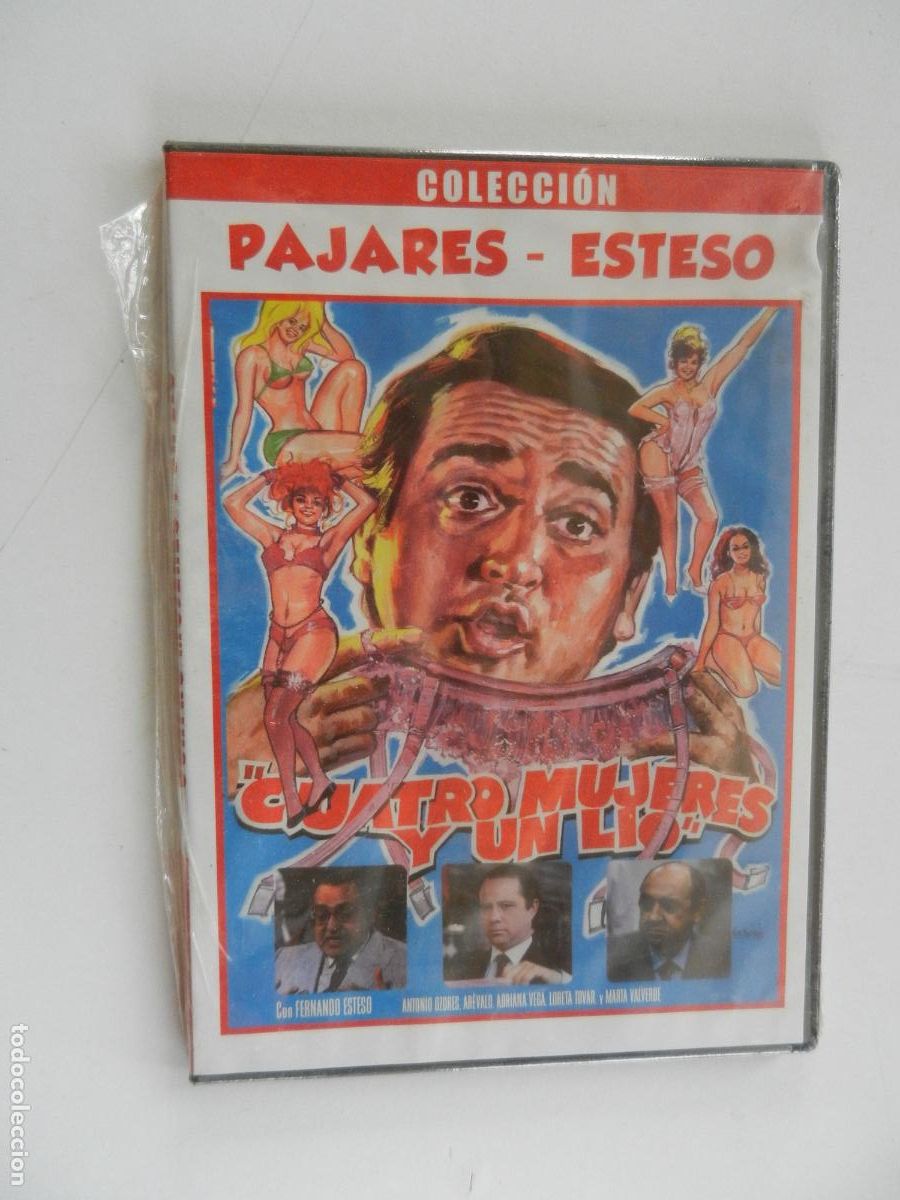 COLECCIÓN
PAJARES - ESTESO
"CUATRO MUJERES
Y UN LIO"
Con FERNANDO ESTESO
ANTONIO OZORES, ARÉVALO, ADRIANA VEGA, LORETA TOVAR y MARTA VALVERDE
todocoleccion